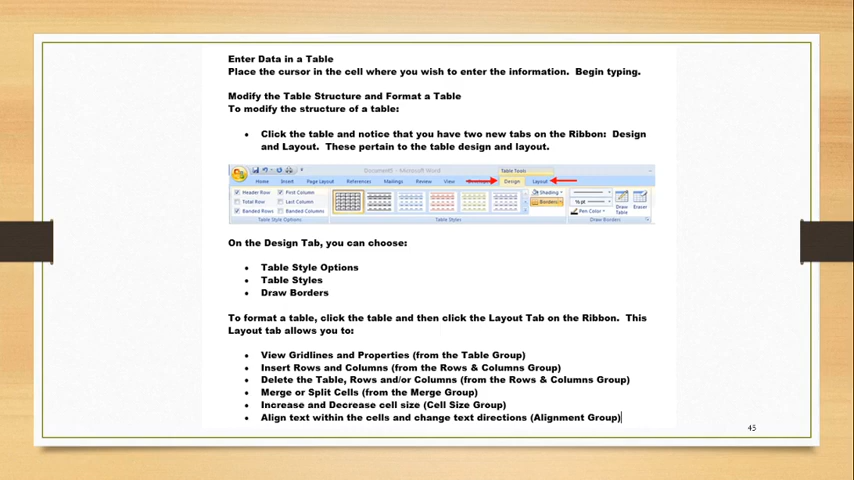 Enter Data in a Table
Place the cursor in the cell where you wish to enter the information.  Begin typing.
Modify the Table Structure and Format a Table
To modify the structure of a table:
• Click the table and notice that you have two new tabs on the Ribbon:  Design
and Layout.  These pertain to the table design and layout.
Document1 - Microsoft Word
Table Tools
Home Insert Page Layout References Mailings Review View Developer Design Layout
Header Row First Column Shading
Total Row Last Column Borders ½ pt Draw Table Eraser
Banded Rows Banded Columns Pen Color
Table Style Options Table Styles Draw Borders
On the Design Tab, you can choose:
• Table Style Options
• Table Styles
• Draw Borders
To format a table, click the table and then click the Layout Tab on the Ribbon.  This
Layout tab allows you to:
• View Gridlines and Properties (from the Table Group)
• Insert Rows and Columns (from the Rows & Columns Group)
• Delete the Table, Rows and/or Columns (from the Rows & Columns Group)
• Merge or Split Cells (from the Merge Group)
• Increase and Decrease cell size (Cell Size Group)
• Align text within the cells and change text directions (Alignment Group)
45